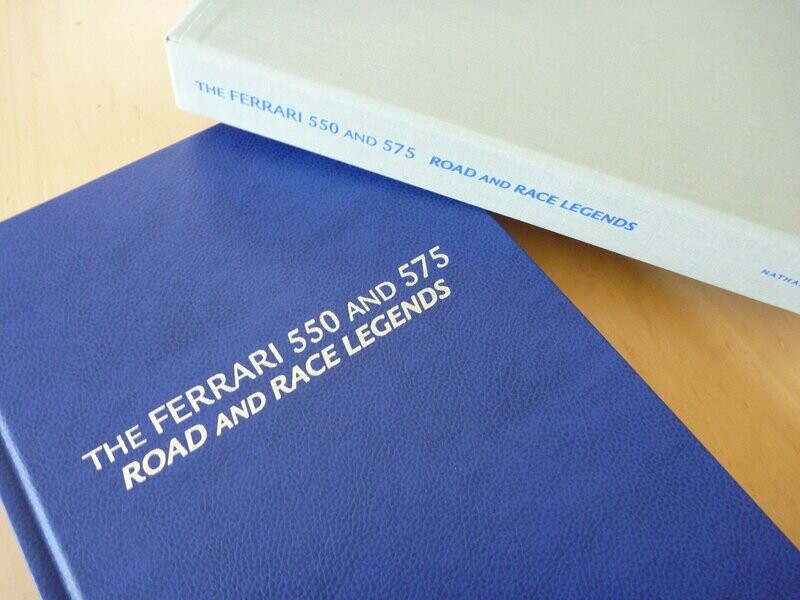 THE FERRARI 550 AND 575 ROAD AND RACE LEGENDS
THE FERRARI 550 AND 575
ROAD AND RACE LEGENDS